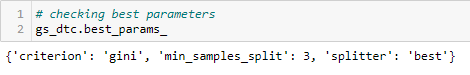 1 # checking best parameters
2 gs_dtc.best_params_
{'criterion': 'gini', 'min_samples_split': 3, 'splitter': 'best'}